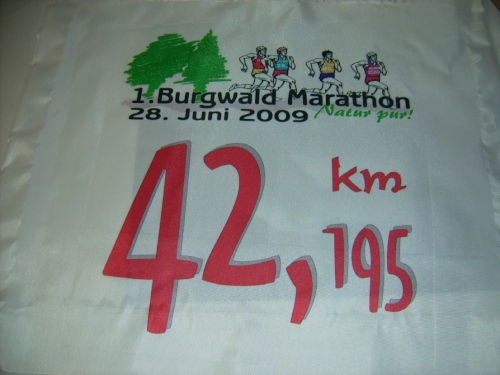 1. Burgwald Marathon
28. Juni 2009 Natur pur!
42,195 km